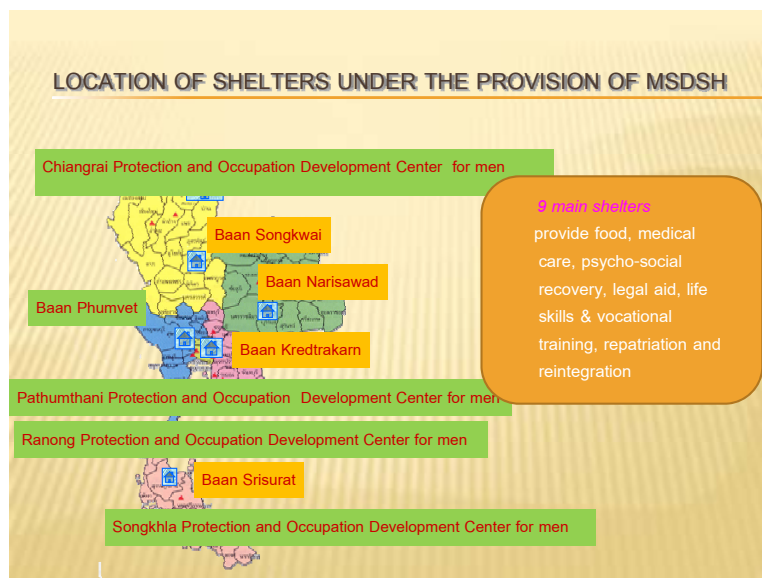 LOCATION OF SHELTERS UNDER THE PROVISION OF MSDSH
Chiangrai Protection and Occupation Development Center for men
9 main shelters
provide food, medical
care, psycho-social
recovery, legal aid, life
skills & vocational
training, repatriation and
reintegration
Baan Songkwai
Baan Narisawad
Baan Phumvet
Baan Kredtrakarn
Pathumthani Protection and Occupation Development Center for men
Ranong Protection and Occupation Development Center for men
Baan Srisurat
Songkhla Protection and Occupation Development Center for men